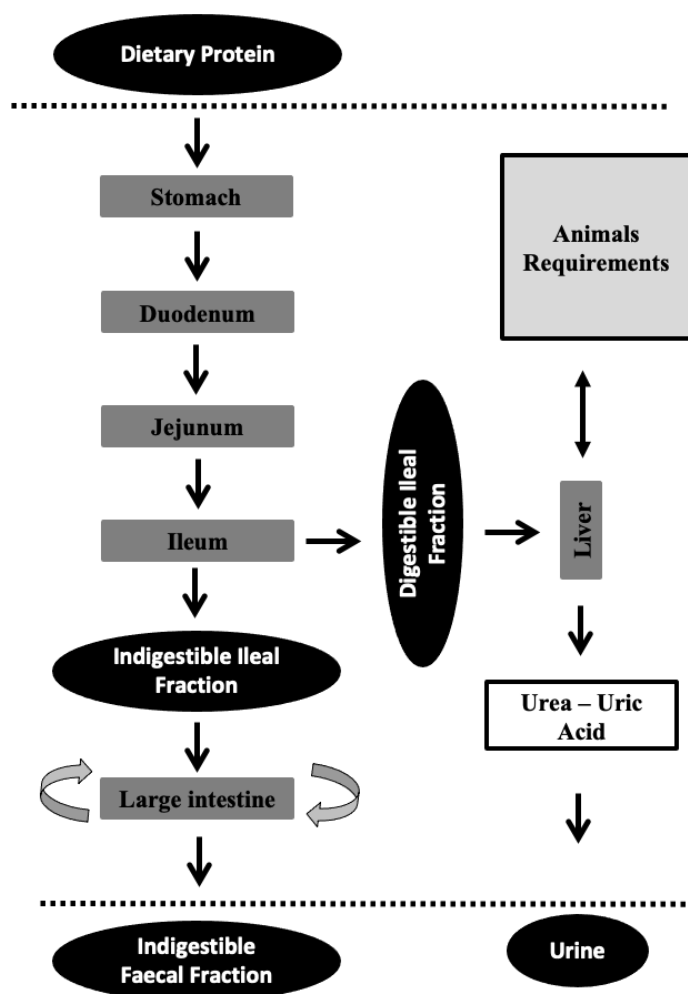 Dietary Protein
Stomach
Duodenum
Jejunum
Ileum
Indigestible Ileal
Fraction
Large intestine
Indigestible
Faecal Fraction
Digestible Ileal
Fraction
Animals
Requirements
Liver
Urea – Uric
Acid
Urine